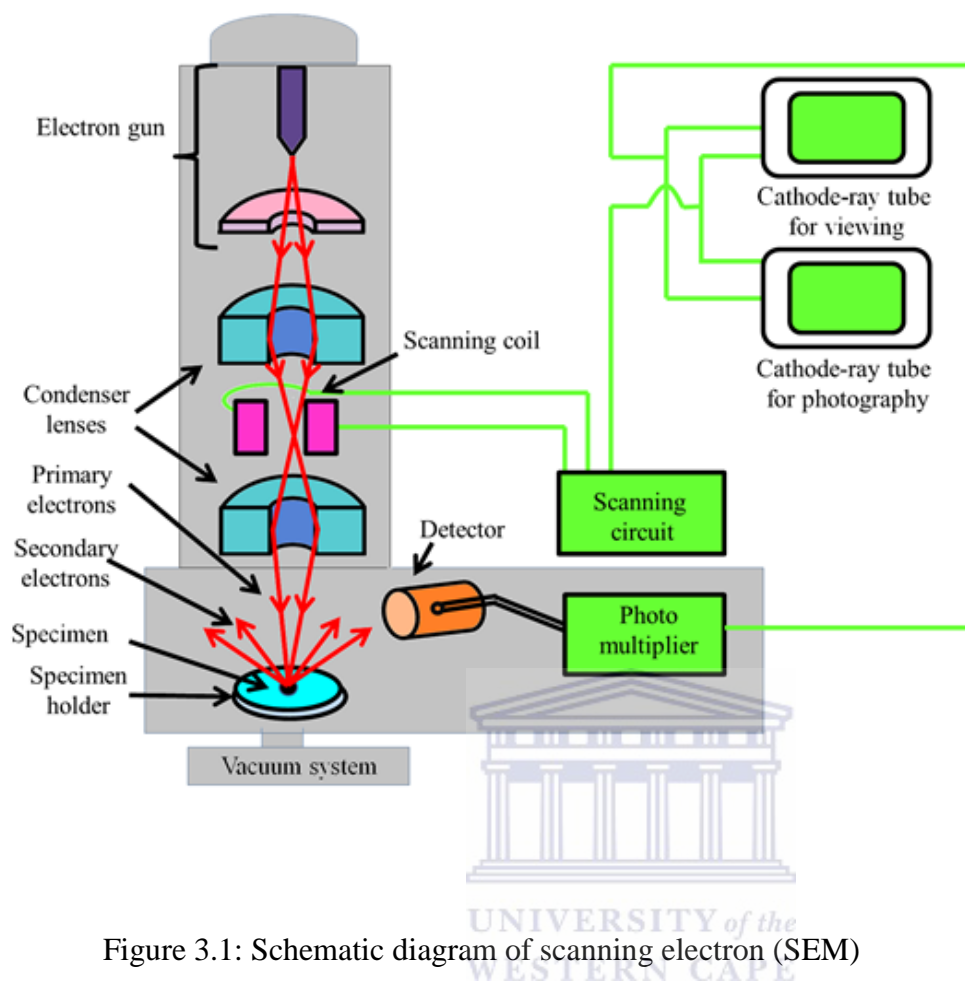 Electron gun
Cathode-ray tube
for viewing
Scanning coil
Cathode-ray tube
for photography
Condenser
lenses
Primary
electrons
Scanning
circuit
Detector
Secondary
electrons
Photo
multiplier
Specimen
Specimen
holder
Vacuum system
UNIVERSITY of the
WESTERN CAPE
Figure 3.1: Schematic diagram of scanning electron (SEM)